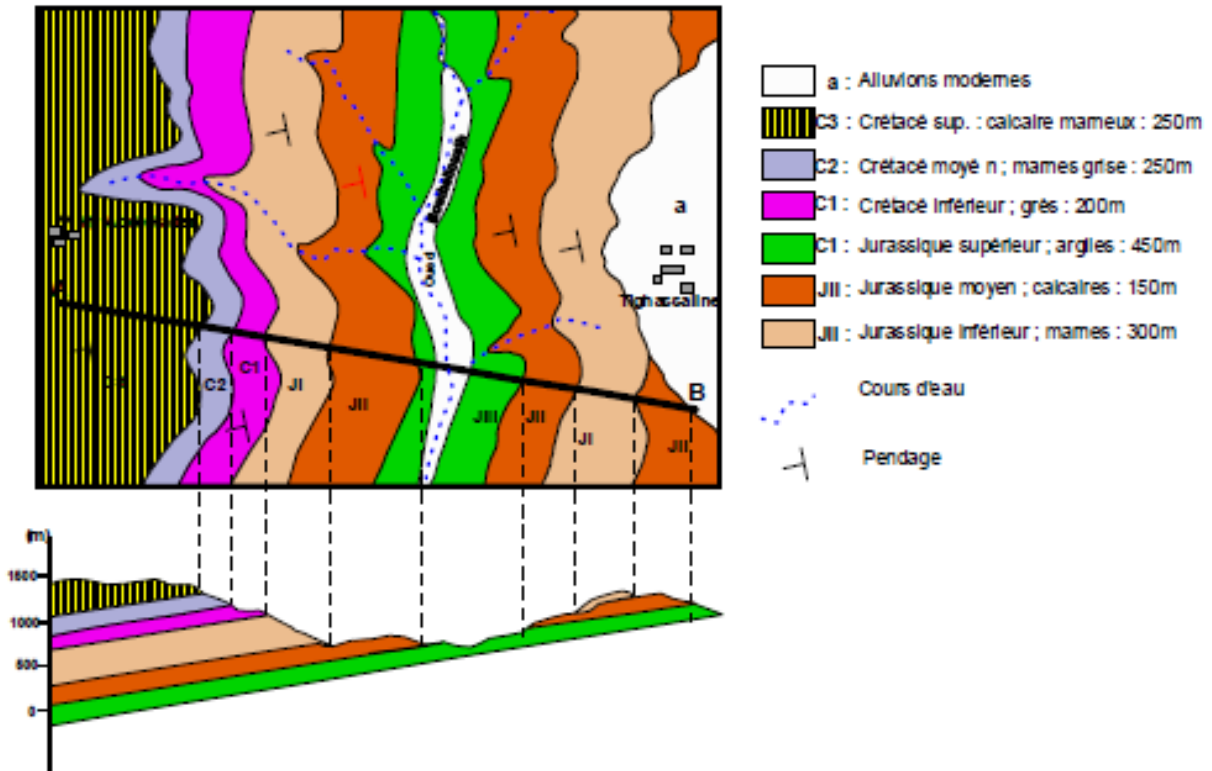 a
Oued
Tighassaline
C2
C1
JI
JII
JIII
JII
JI
JII
B
a : Alluvions modernes
C3 : Crétacé sup. : calcaire marneux : 250m
C2 : Crétacé moyé n ; marnes grise : 250m
C1 : Crétacé inférieur ; grés : 200m
C1 : Jurassique supérieur ; argiles : 450m
JII : Jurassique moyen ; calcaires : 150m
JII : Jurassique inférieur ; marnes : 300m
Cours d'eau
Pendage
(m)
1500
1000
500
0